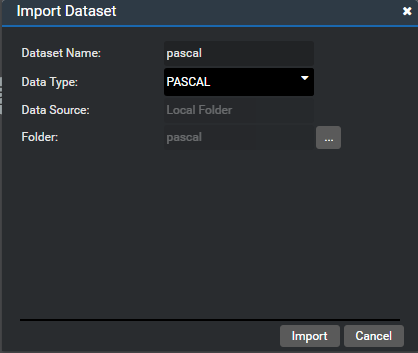 Import Dataset
Dataset Name: pascal
Data Type: PASCAL
Data Source: Local Folder
Folder: pascal ...
Import Cancel